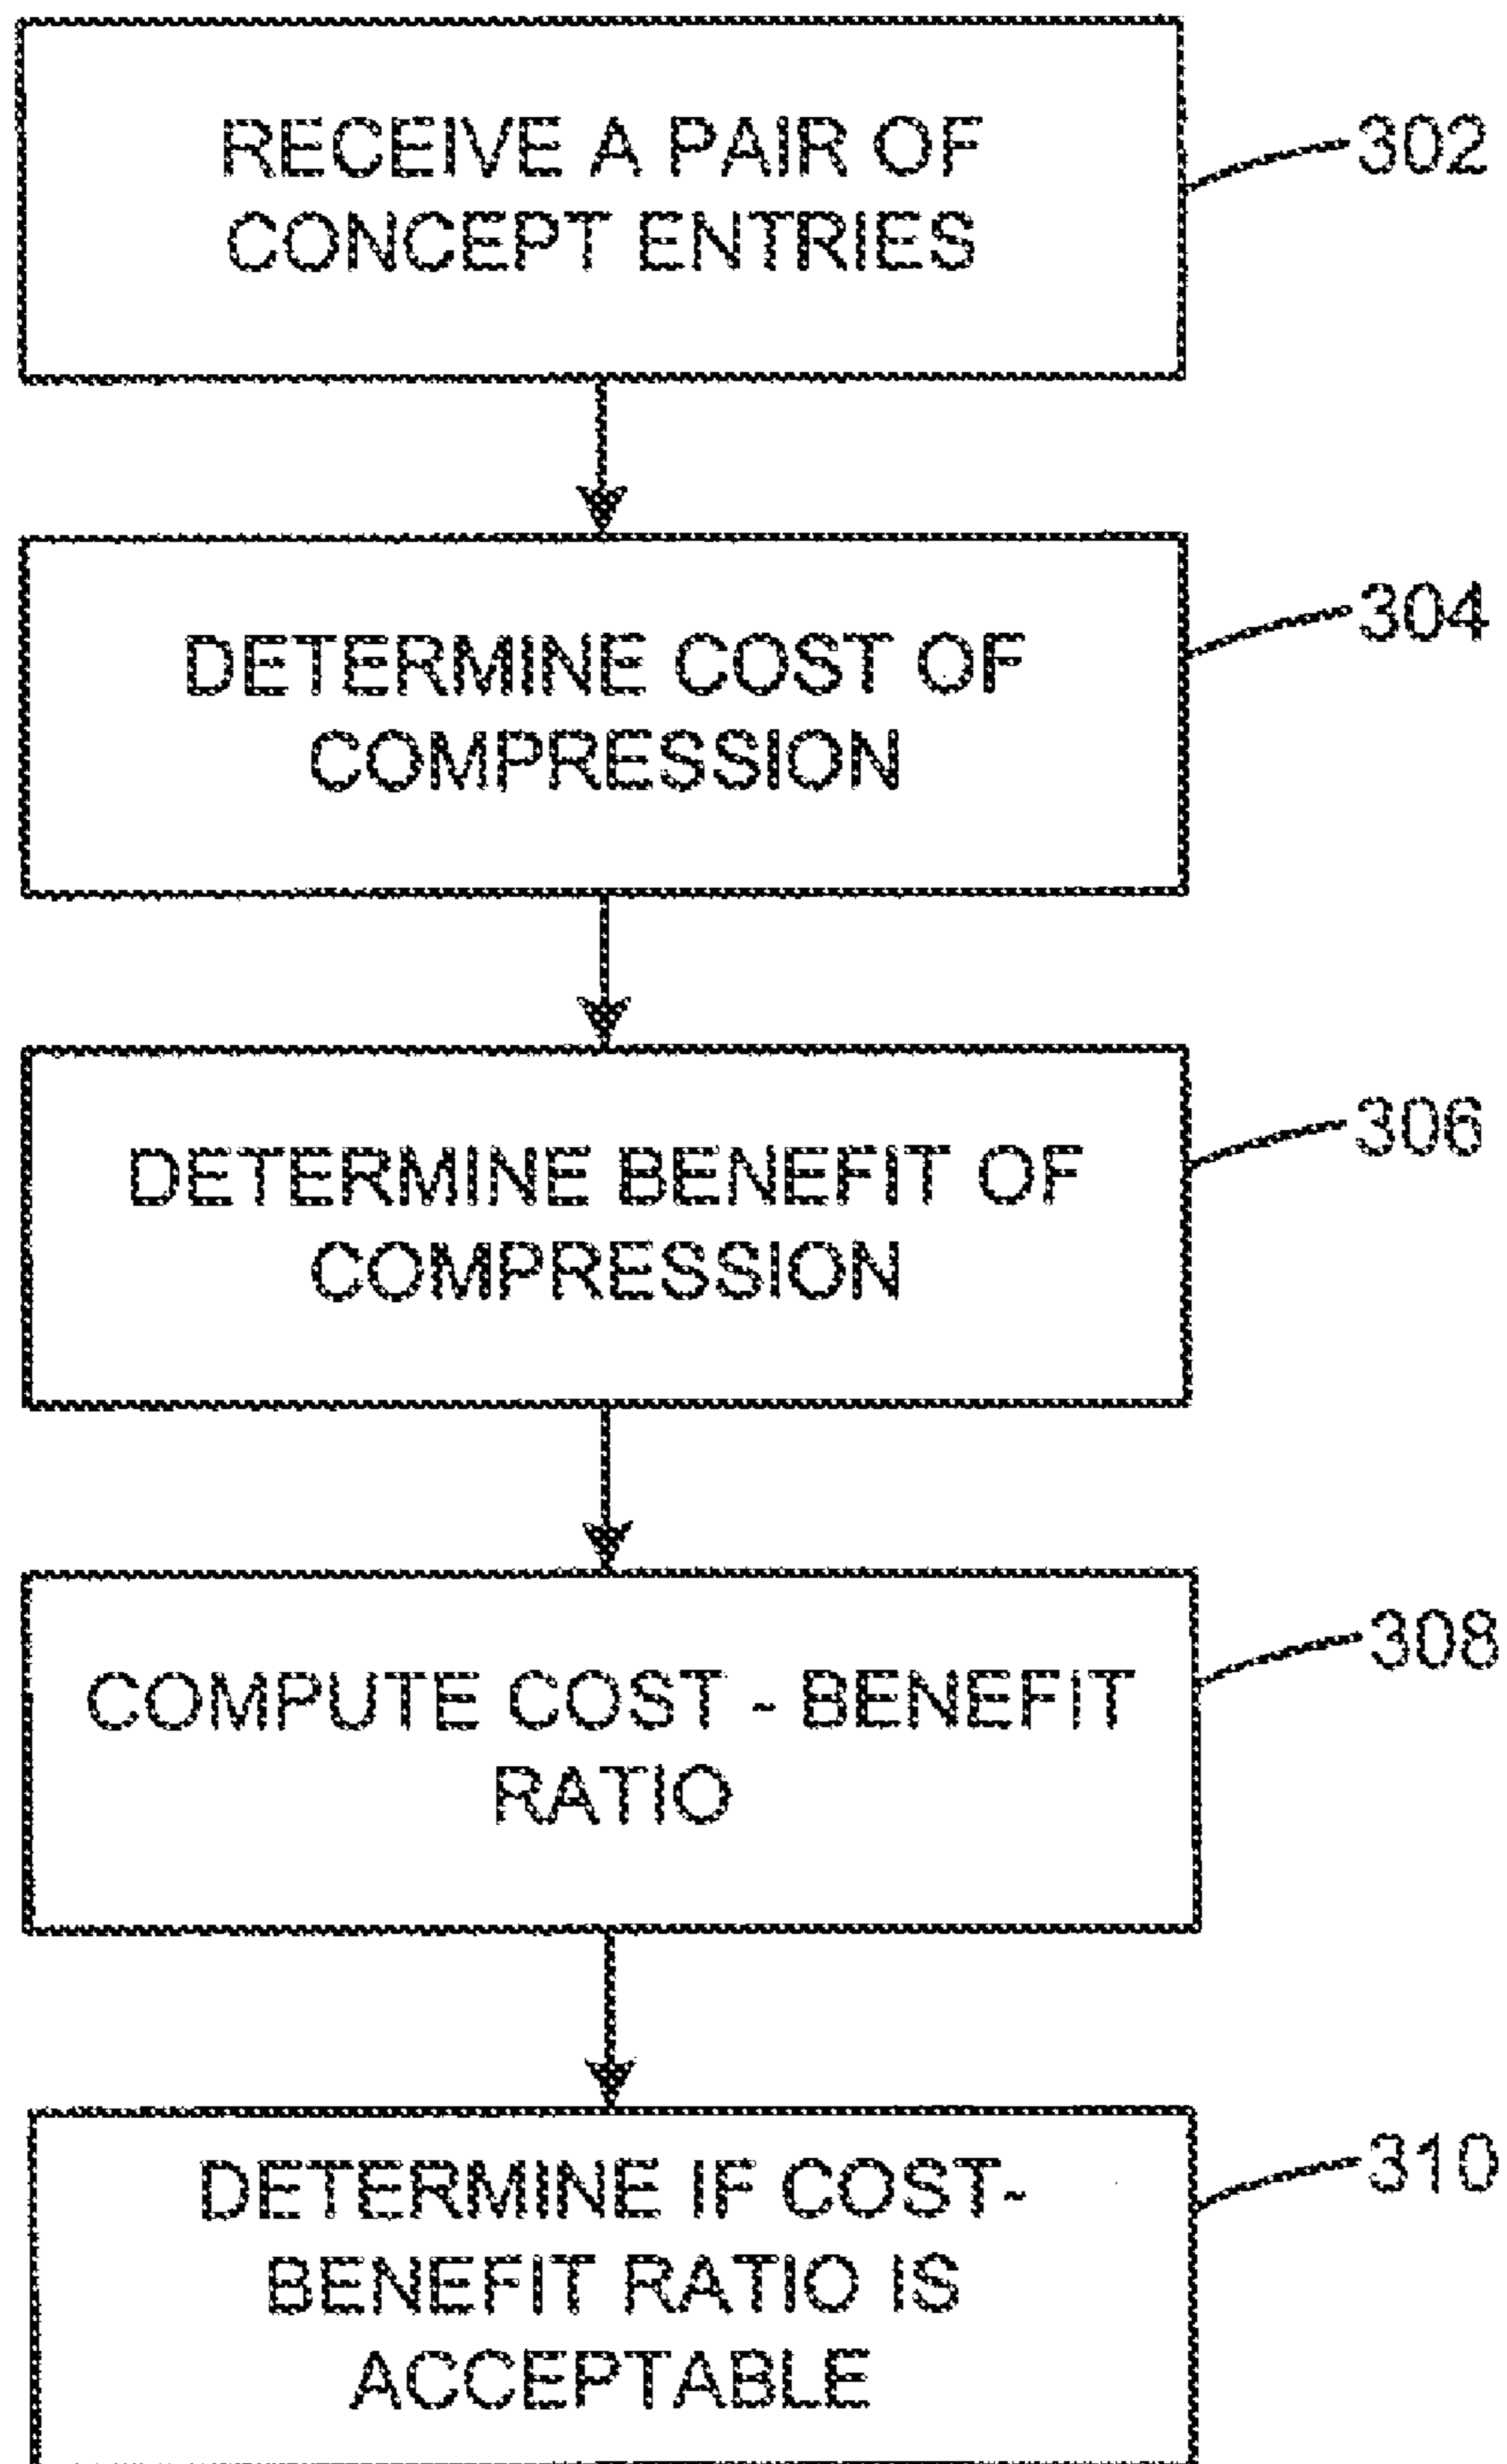 RECEIVE A PAIR OF
CONCEPT ENTRIES
302
DETERMINE COST OF
COMPRESSION
304
DETERMINE BENEFIT OF
COMPRESSION
306
COMPUTE COST - BENEFIT
RATIO
308
DETERMINE IF COST-
BENEFIT RATIO IS
ACCEPTABLE
310